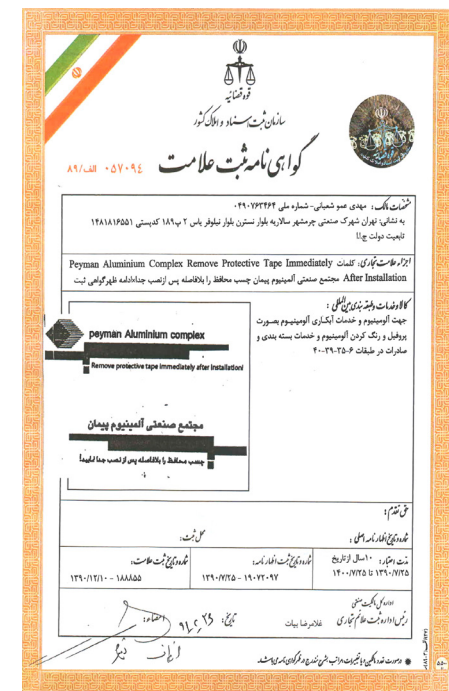 قوه قضائیه
سازمان ثبت اسناد و املاک کشور
گواهی نامه ثبت علامت
۰۵۷۰۹۴ الف/۸۹
مشخصات مالک: مهدی عمو شعبانی- شماره ملی ۰۴۹۰۷۶۳۴۶۴
به نشانی: تهران شهرک صنعتی چرمشهر سالاریه بلوار نسترن بلوار نیلوفر یاس ۲ پ۱۸۹ کدپستی ۱۴۸۱۸۱۶۵۵۱
تابعیت دولت ج.ا.ا
اجزاء علامت تجاری: کلمات Peyman Aluminium Complex Remove Protective Tape Immediately
After Installation مجتمع صنعتی آلمینیوم پیمان چسب محافظ را بلافاصله پس ازنصب جدا/ادامه ظهرگواهی ثبت
کالا و خدمات و طبقه بندی بین المللی :
جهت آلومینیوم و خدمات آبکاری آلومینیوم بصورت
پروفیل و رنگ کردن آلومینیوم و خدمات بسته بندی و
صادرات در طبقات ۶-۳۵-۳۹-۴۰
peyman Aluminium complex
Remove protective tape immediately after installation!
مجتمع صنعتی آلمینیوم پیمان
چسب محافظ را بلافاصله پس از نصب جدا نمایید!
حق تقدم :
شماره و تاریخ اظهارنامه اصلی :
محل ثبت:
مدت اعتبار: ۱۰سال از تاریخ
۱۳۹۰/۷/۲۵ تا ۱۴۰۰/۷/۲۵
شماره و تاریخ ثبت اظهارنامه:
۱۹۰۷۲۰۹۷ - ۱۳۹۰/۷/۲۵
شماره و تاریخ ثبت علامت:
۱۸۸۸۵۵ - ۱۳۹۰/۱۲/۱۰
اداره کل مالکیت صنعتی
رئیس اداره ثبت علائم تجاری
غلامرضا بیات
تاریخ:
امضاء: